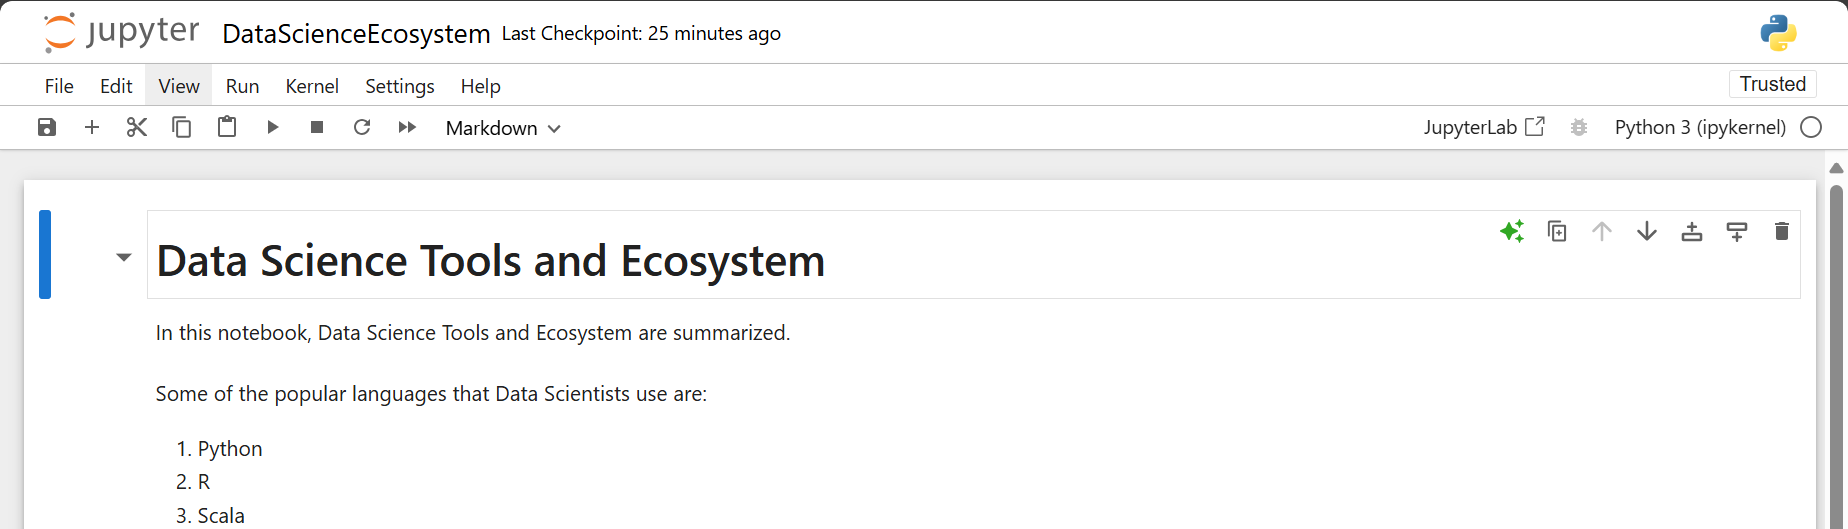 jupyter DataScienceEcosystem Last Checkpoint: 25 minutes ago
File Edit View Run Kernel Settings Help Trusted
Markdown JupyterLab Python 3 (ipykernel)
Data Science Tools and Ecosystem
In this notebook, Data Science Tools and Ecosystem are summarized.
Some of the popular languages that Data Scientists use are:
1. Python
2. R
3. Scala